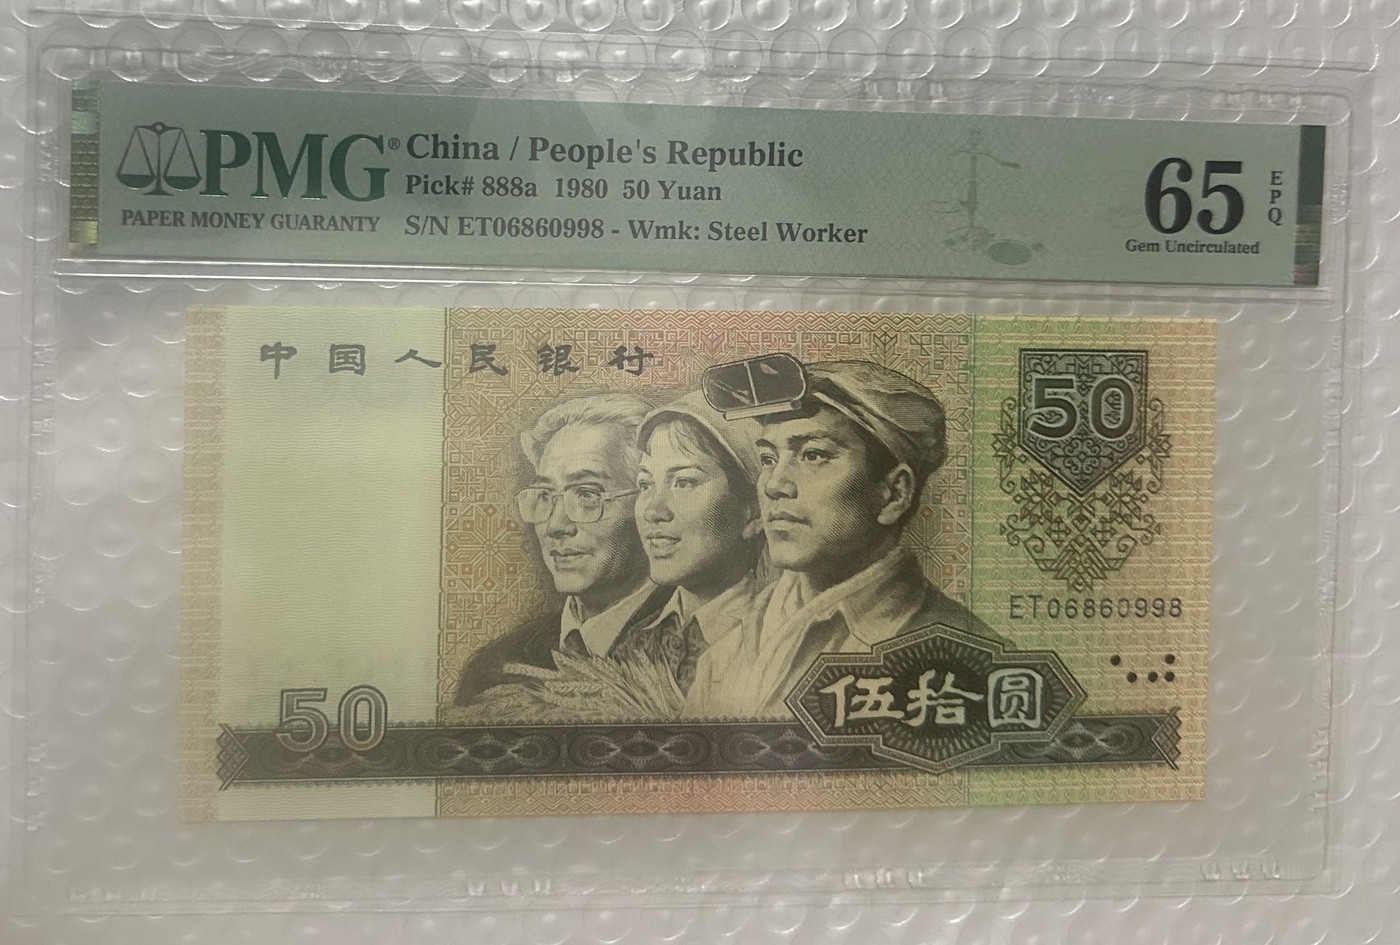 PMG®
PAPER MONEY GUARANTY
China / People's Republic
Pick# 888a 1980 50 Yuan
S/N ET06860998 - Wmk: Steel Worker
65
EPQ
Gem Uncirculated
中国人民银行
50
ET06860998
50
伍拾圆